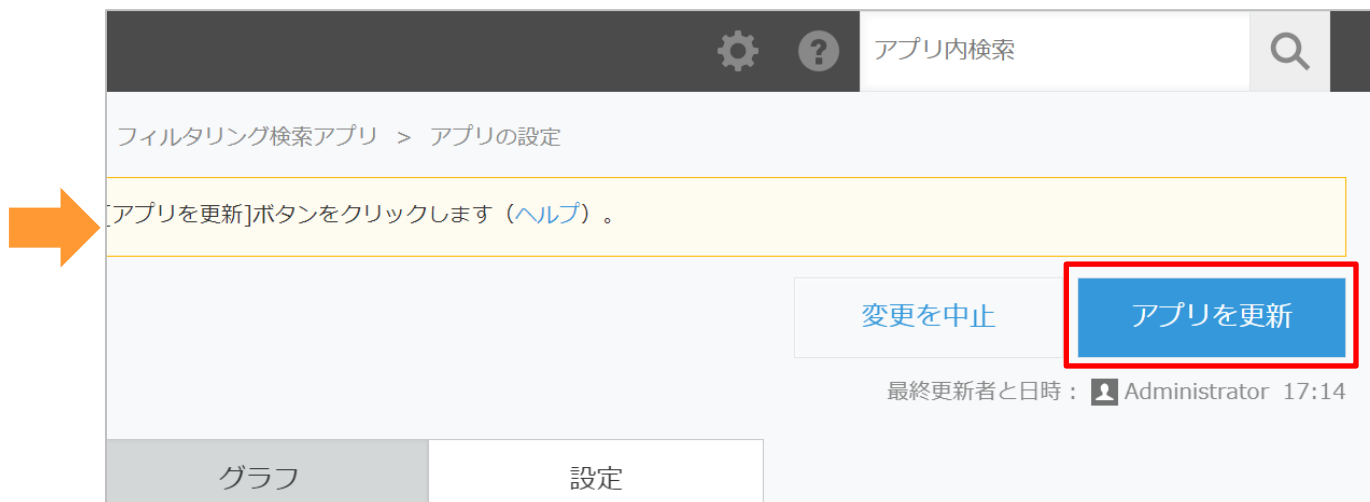 アプリ内検索
フィルタリング検索アプリ > アプリの設定
[アプリを更新]ボタンをクリックします（ヘルプ）。
変更を中止
アプリを更新
最終更新者と日時： Administrator 17:14
グラフ
設定